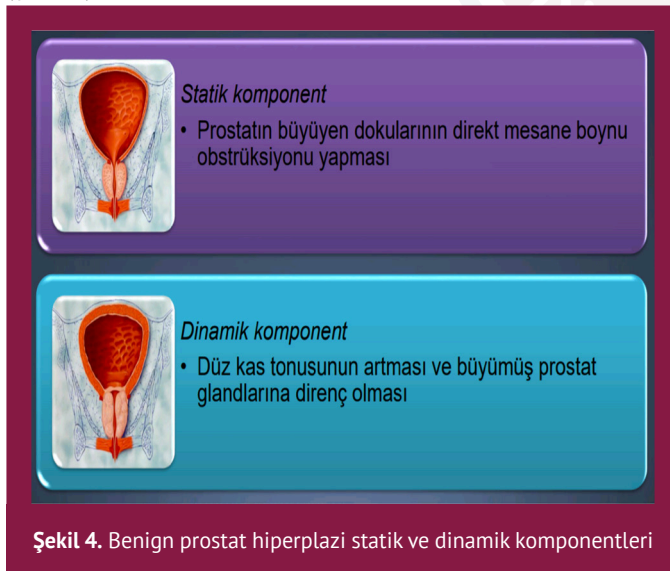 Statik komponent
• Prostatın büyüyen dokularının direkt mesane boynu
obstrüksiyonu yapması
Dinamik komponent
• Düz kas tonusunun artması ve büyümüş prostat
glandlarına direnç olması
Şekil 4. Benign prostat hiperplazi statik ve dinamik komponentleri